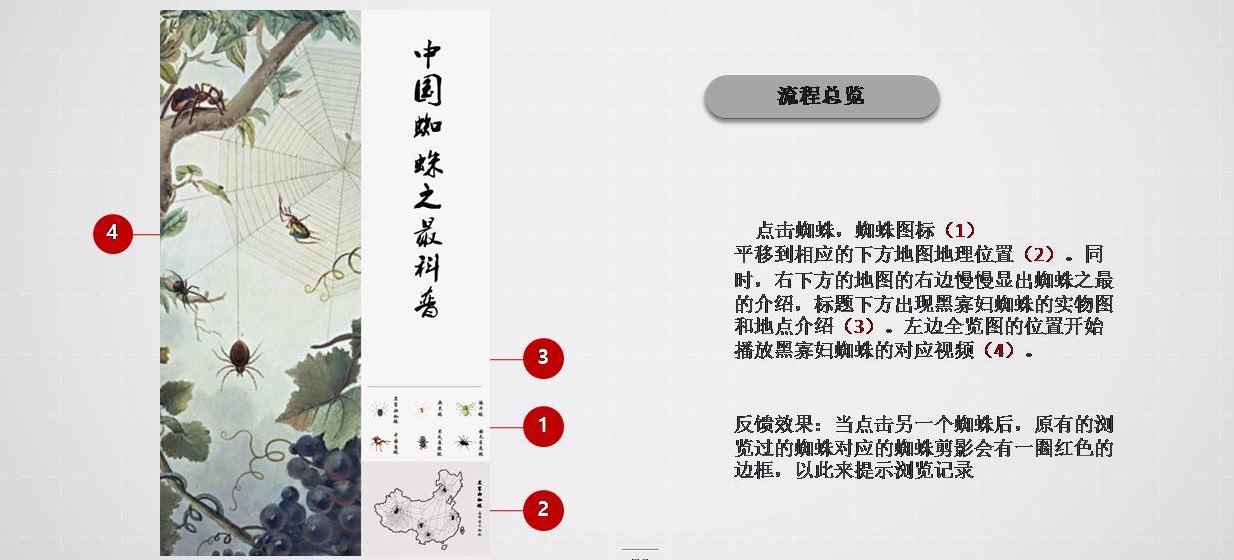 中国蜘蛛之最科普
4
3
1
2
流程总览
点击蜘蛛，蜘蛛图标（1）
平移到相应的下方地图地理位置（2）。同
时，右下方的地图的右边慢慢显出蜘蛛之最
的介绍，标题下方出现黑寡妇蜘蛛的实物图
和地点介绍（3）。左边全览图的位置开始
播放黑寡妇蜘蛛的对应视频（4）。
反馈效果：当点击另一个蜘蛛后，原有的浏
览过的蜘蛛对应的蜘蛛剪影会有一圈红色的
边框，以此来提示浏览记录